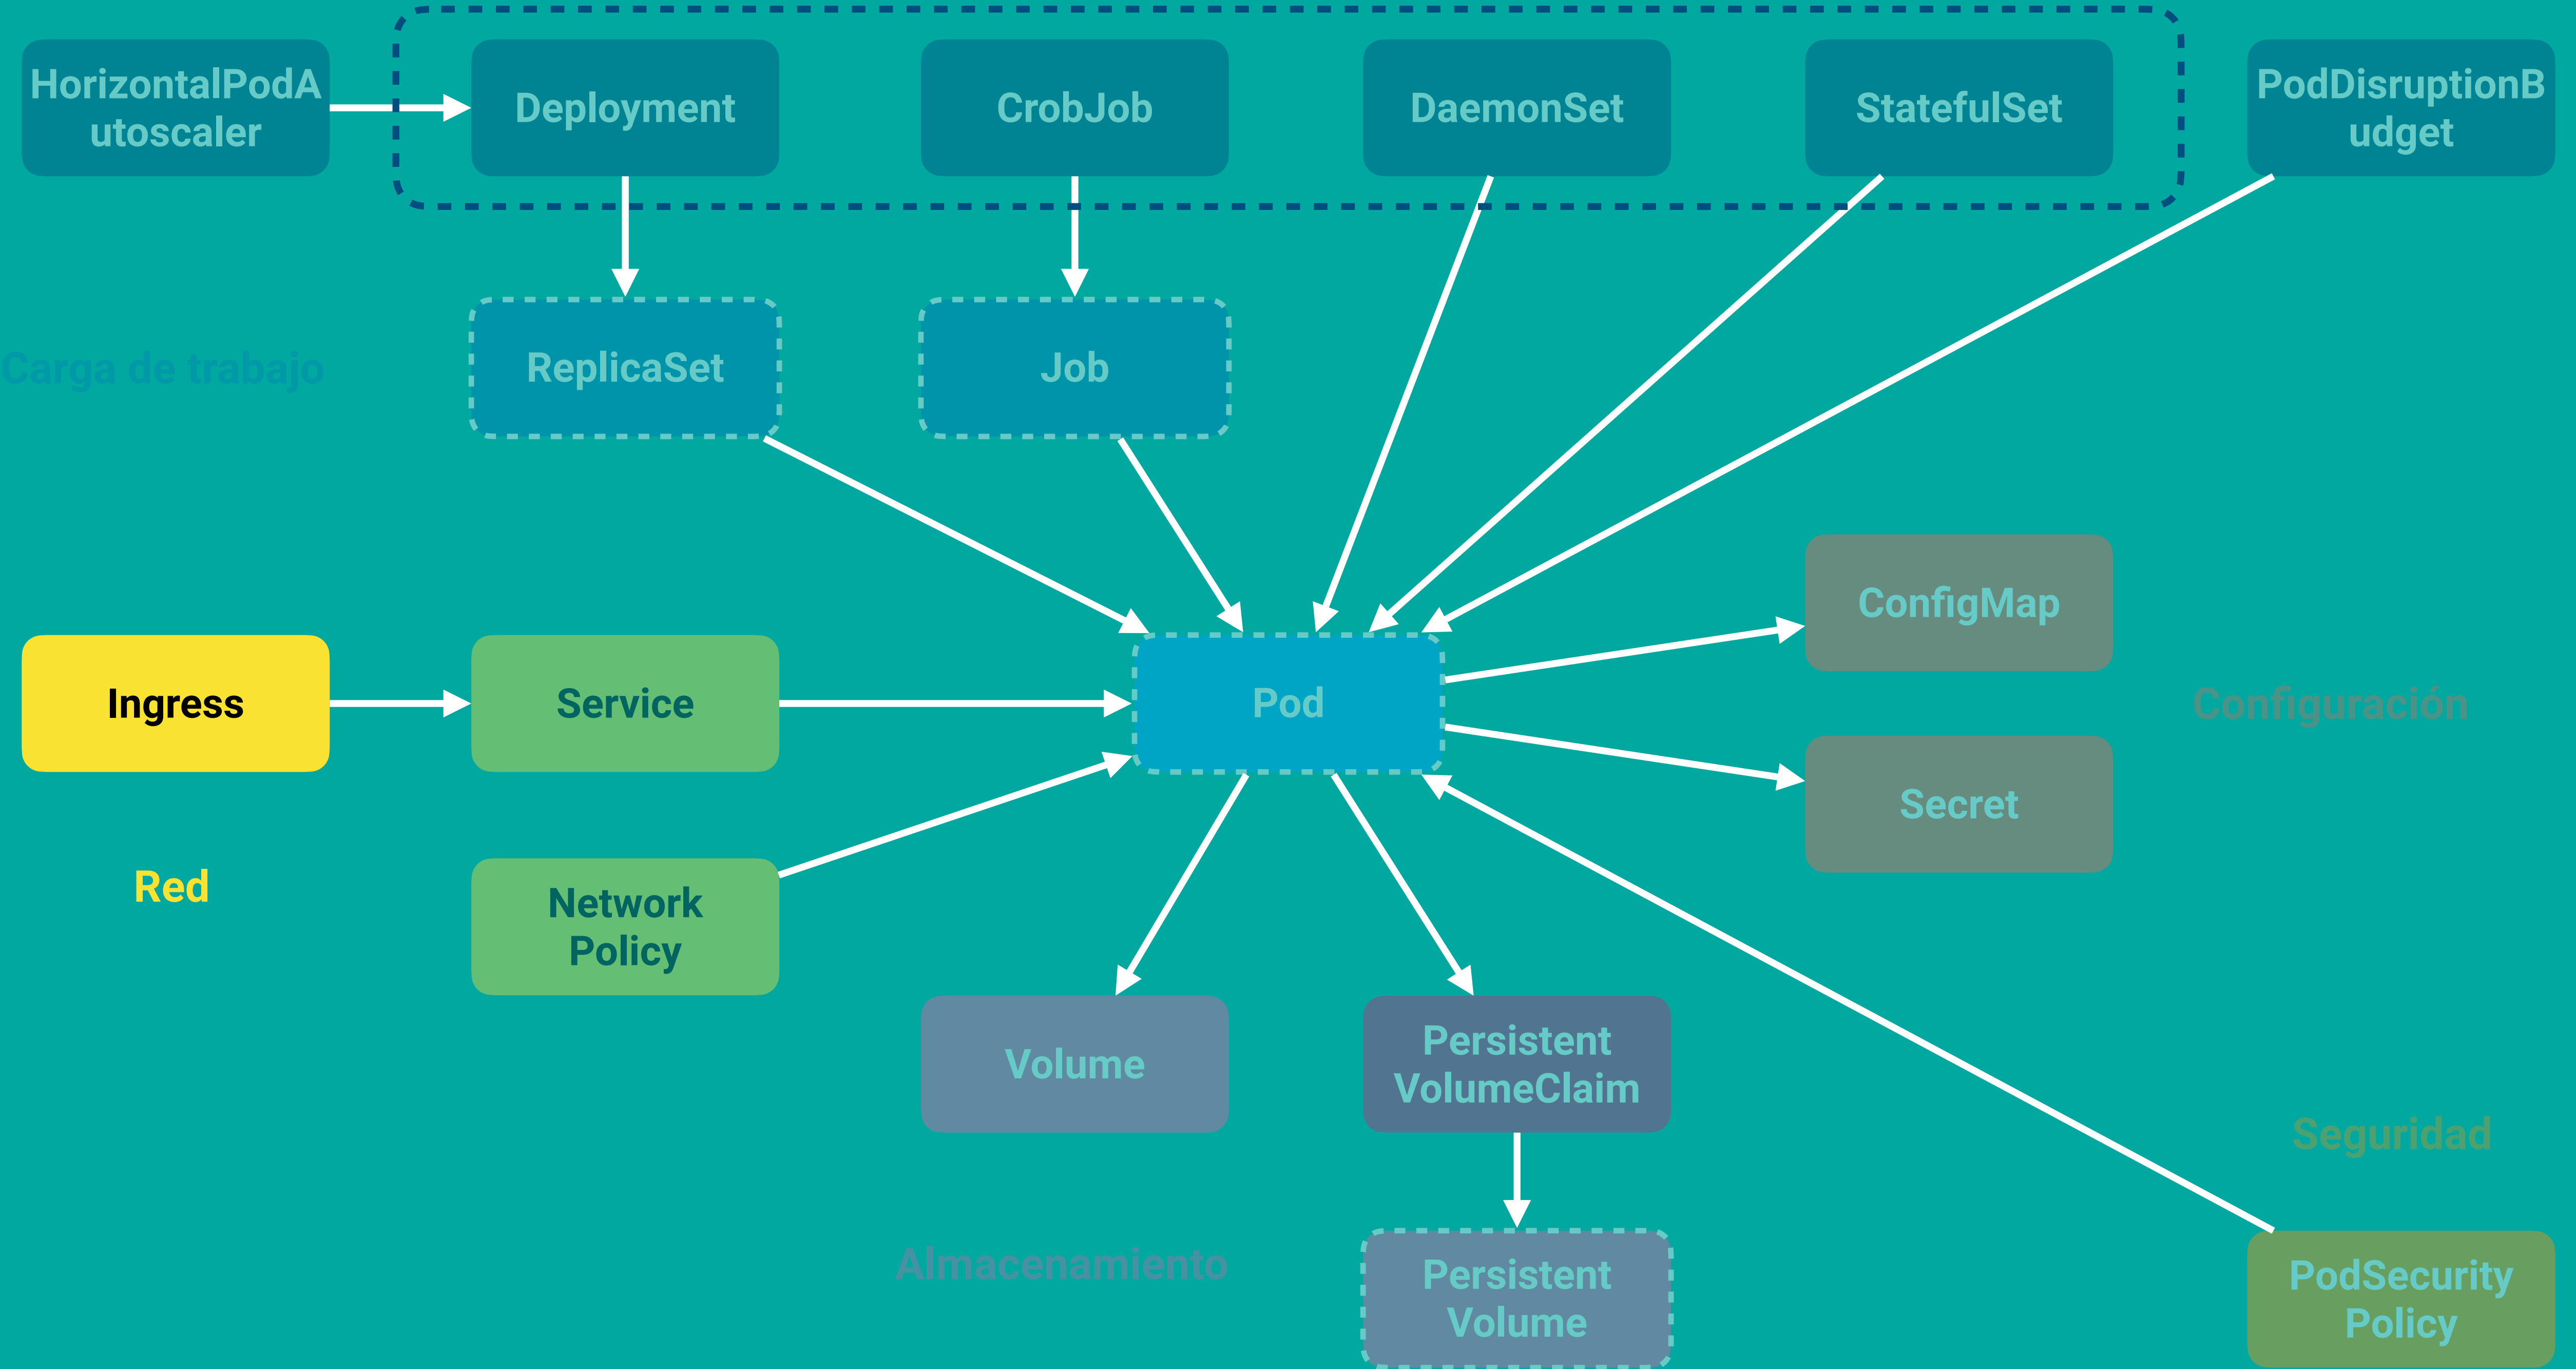 HorizontalPodA
utoscaler
Deployment
CrobJob
DaemonSet
StatefulSet
PodDisruptionB
udget
Carga de trabajo
ReplicaSet
Job
Ingress
Service
Pod
ConfigMap
Configuración
Secret
Red
Network
Policy
Volume
Persistent
VolumeClaim
Seguridad
Almacenamiento
Persistent
Volume
PodSecurity
Policy